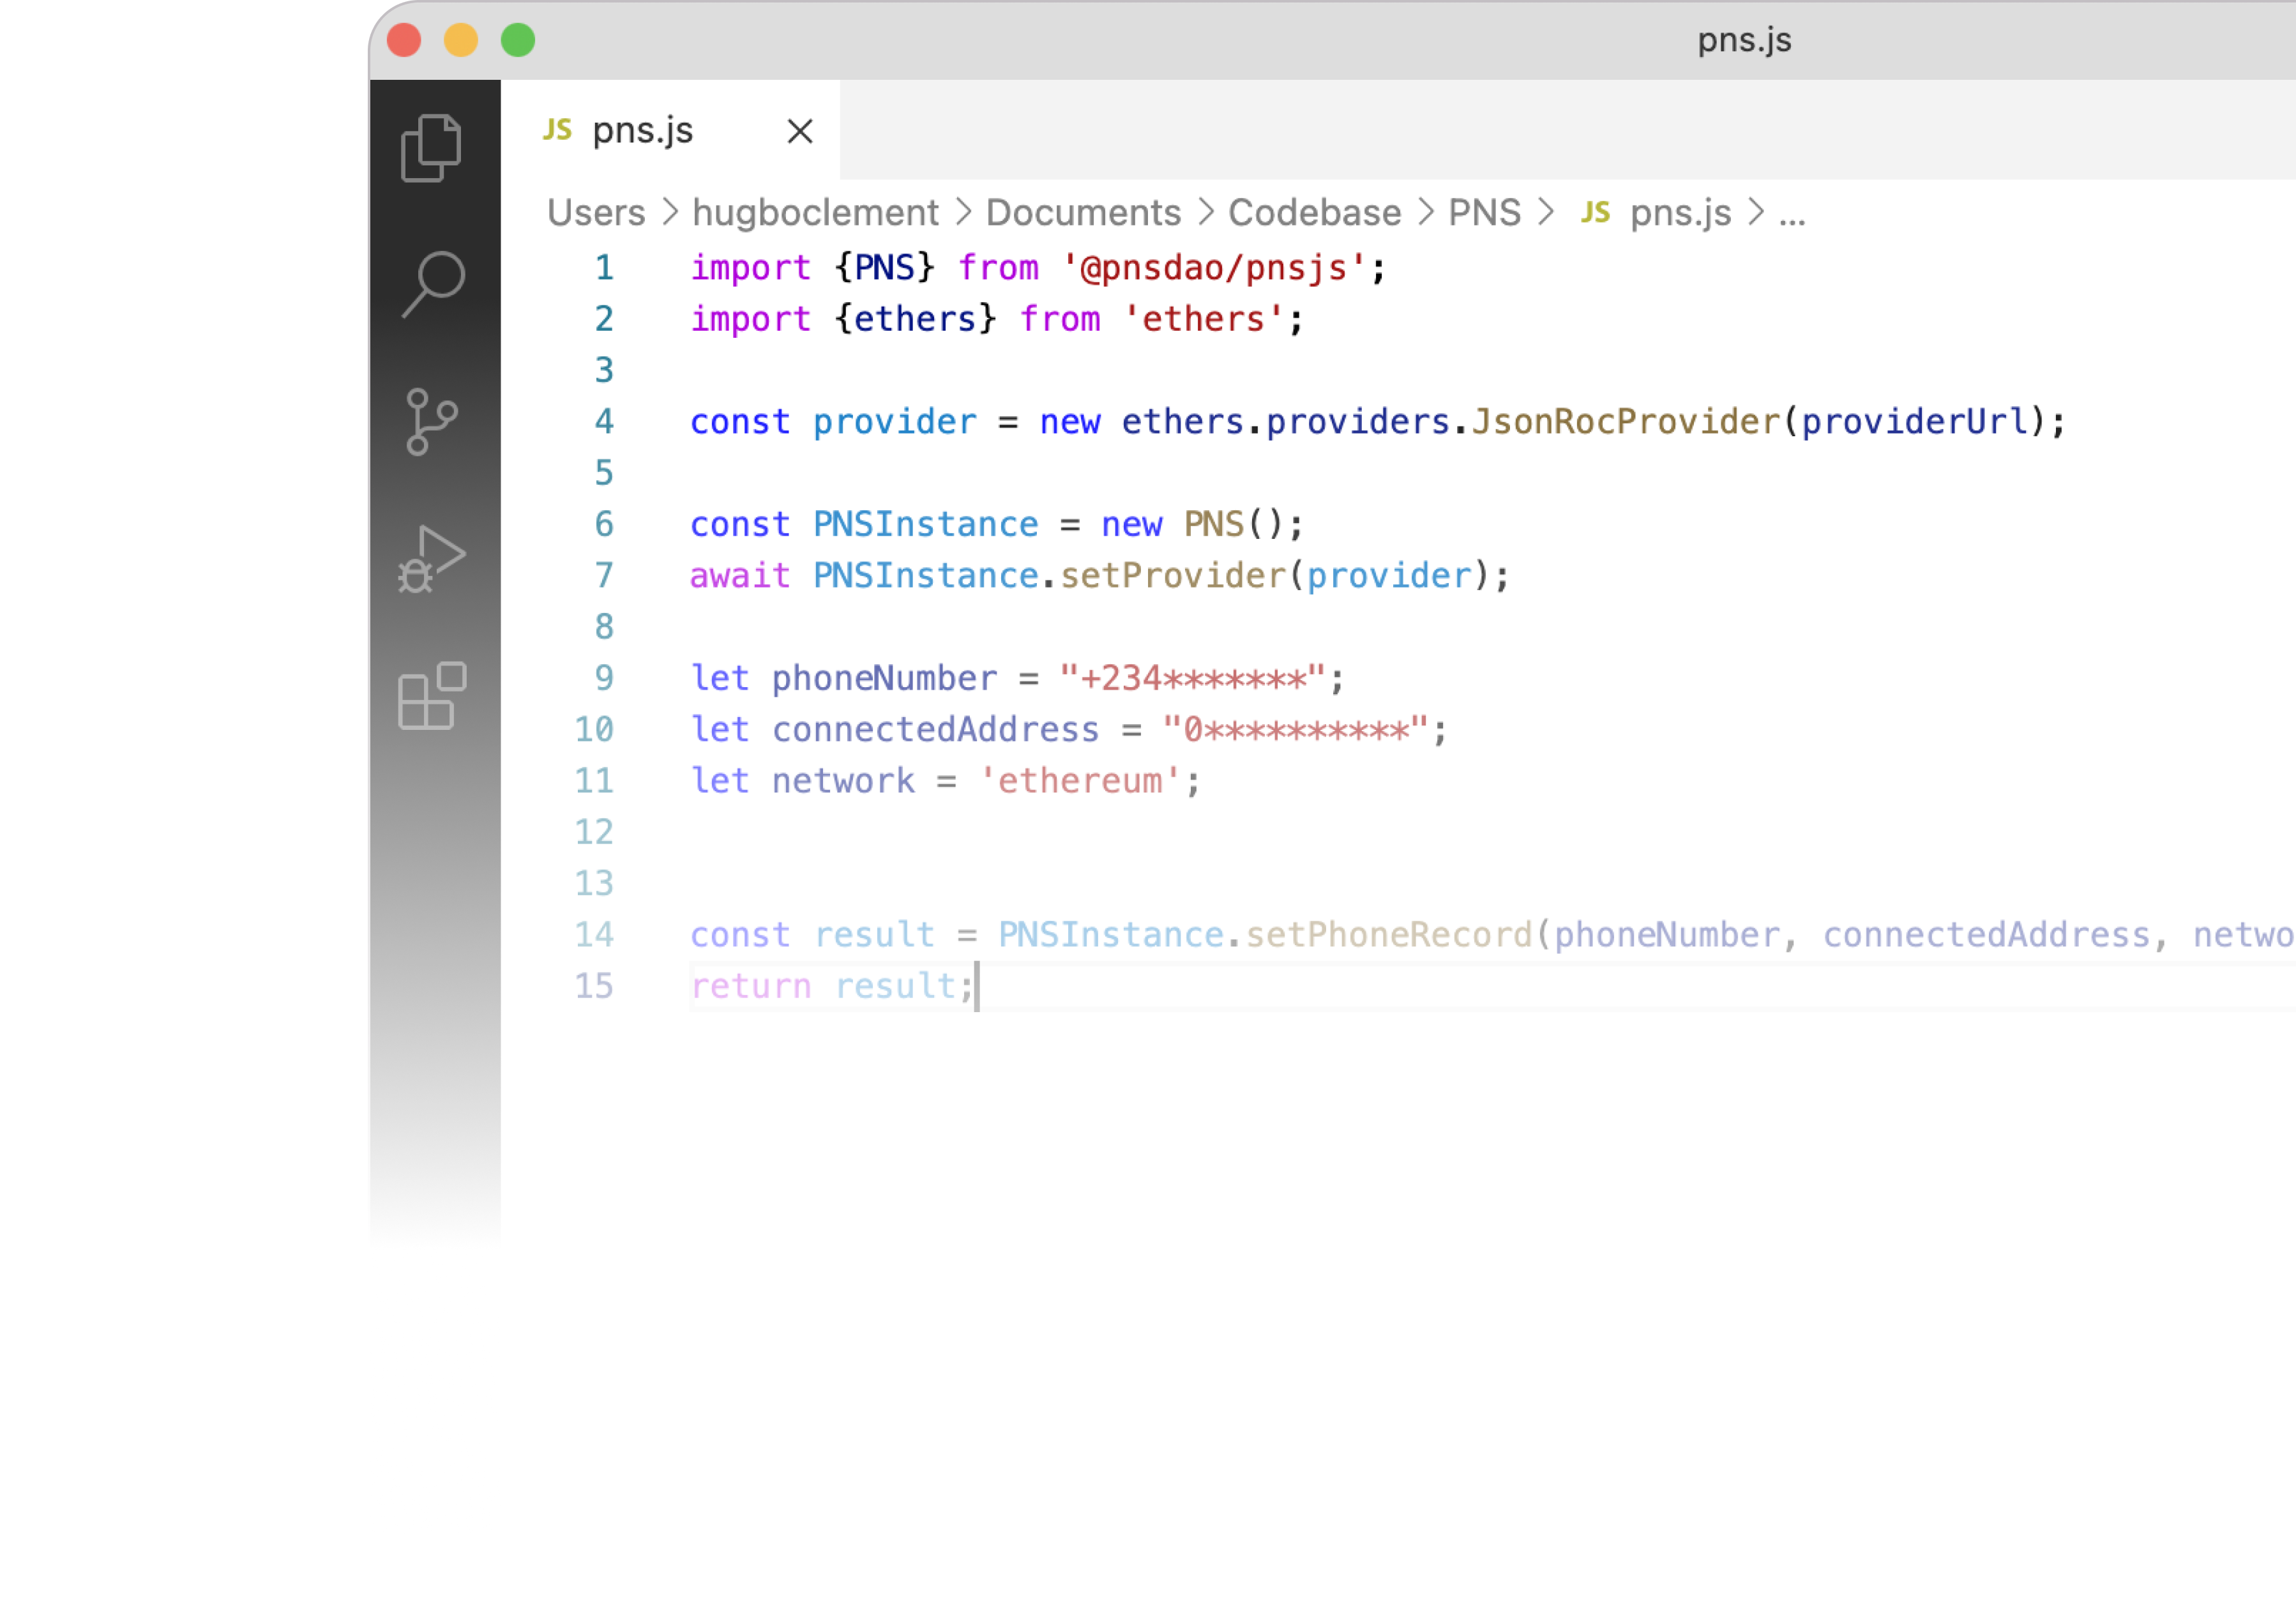 pns.js
JS pns.js
Users > hugboclement > Documents > Codebase > PNS > JS pns.js > ...
1 import {PNS} from '@pnsdao/pnsjs';
2 import {ethers} from 'ethers';
3
4 const provider = new ethers.providers.JsonRocProvider(providerUrl);
5
6 const PNSInstance = new PNS();
7 await PNSInstance.setProvider(provider);
8
9 let phoneNumber = "+234*******";
10 let connectedAddress = "0**********";
11 let network = 'ethereum';
12
13
14 const result = PNSInstance.setPhoneRecord(phoneNumber, connectedAddress, netwo
15 return result;